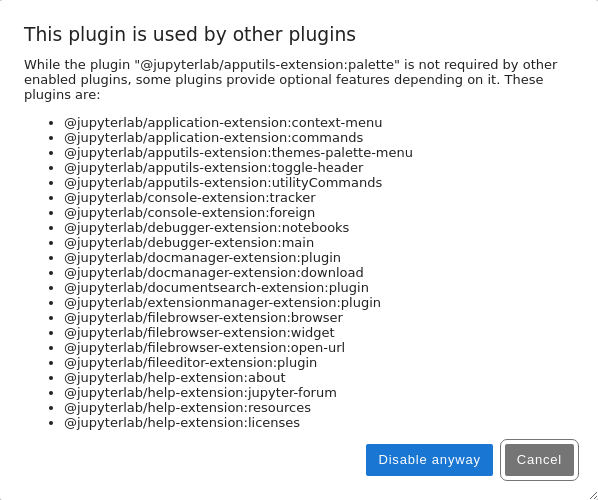 This plugin is used by other plugins
While the plugin "@jupyterlab/apputils-extension:palette" is not required by other
enabled plugins, some plugins provide optional features depending on it. These
plugins are:
• @jupyterlab/application-extension:context-menu
• @jupyterlab/application-extension:commands
• @jupyterlab/apputils-extension:themes-palette-menu
• @jupyterlab/apputils-extension:toggle-header
• @jupyterlab/apputils-extension:utilityCommands
• @jupyterlab/console-extension:tracker
• @jupyterlab/console-extension:foreign
• @jupyterlab/debugger-extension:notebooks
• @jupyterlab/debugger-extension:main
• @jupyterlab/docmanager-extension:plugin
• @jupyterlab/docmanager-extension:download
• @jupyterlab/documentsearch-extension:plugin
• @jupyterlab/extensionmanager-extension:plugin
• @jupyterlab/filebrowser-extension:browser
• @jupyterlab/filebrowser-extension:widget
• @jupyterlab/filebrowser-extension:open-url
• @jupyterlab/fileeditor-extension:plugin
• @jupyterlab/help-extension:about
• @jupyterlab/help-extension:jupyter-forum
• @jupyterlab/help-extension:resources
• @jupyterlab/help-extension:licenses
Disable anyway
Cancel